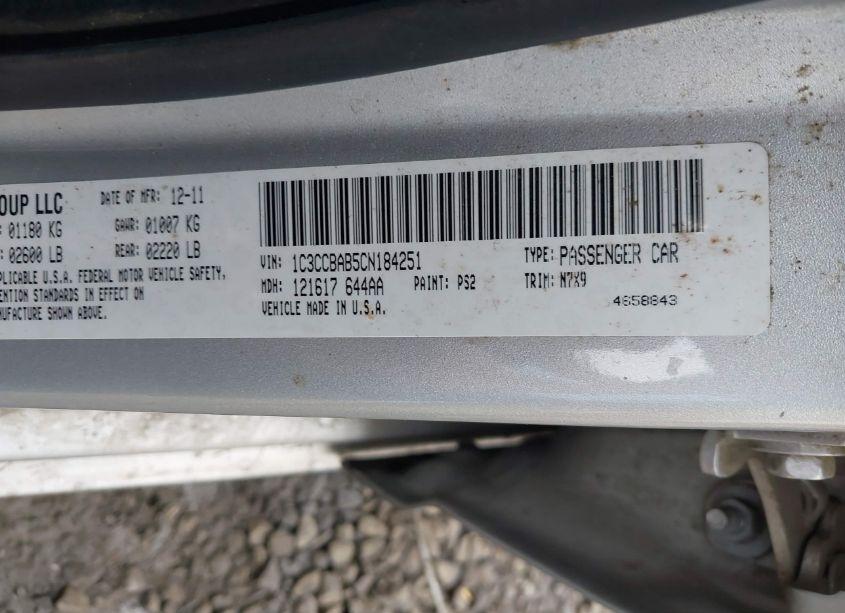 OUP LLC DATE OF MFR: 12-11
: 01180 KG GAWR: 01007 KG
: 02600 LB REAR: 02220 LB
PLICABLE U.S.A. FEDERAL MOTOR VEHICLE SAFETY,
ENTION STANDARDS IN EFFECT ON
NUFACTURE SHOWN ABOVE.
VIN: 1C3CCBAB5CN184251 TYPE: PASSENGER CAR
MDH: 121617 644AA PAINT: PS2 TRIM: N7X9
VEHICLE MADE IN U.S.A. 4658843